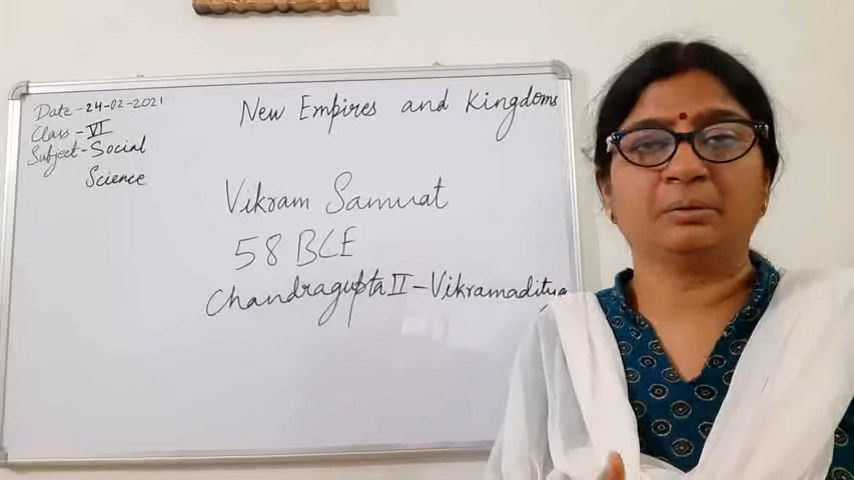 Date-24-02-2021
Class-VI
Subject-Social
Science
New Empires and Kingdoms
Vikram Samvat
58 BCE
Chandragupta II-Vikramaditya